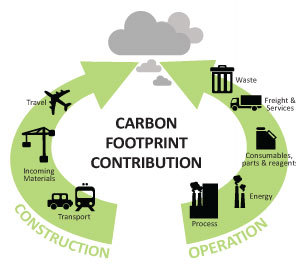 Travel
Incoming
Materials
Transport
CONSTRUCTION
CARBON
FOOTPRINT
CONTRIBUTION
Waste
Freight &
Services
Consumables,
parts & reagents
Energy
Process
OPERATION